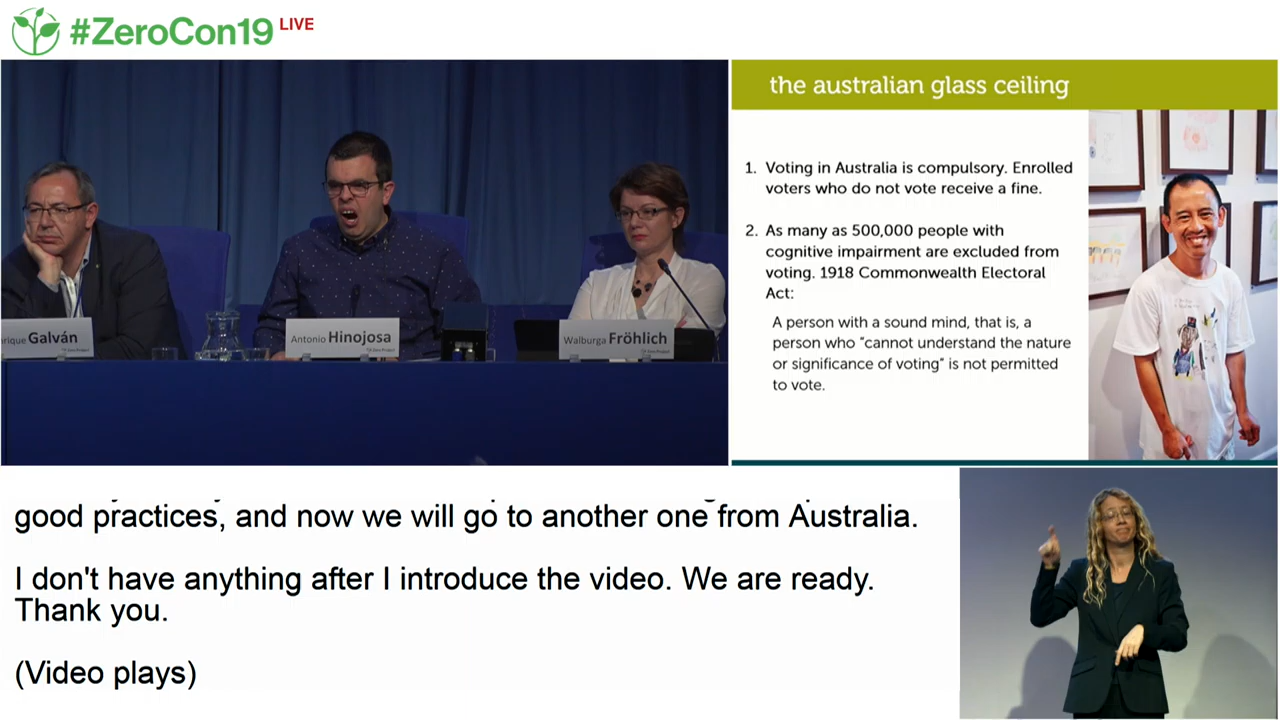 #ZeroCon19 LIVE
the australian glass ceiling
1. Voting in Australia is compulsory. Enrolled
voters who do not vote receive a fine.
2. As many as 500,000 people with
cognitive impairment are excluded from
voting. 1918 Commonwealth Electoral
Act:
A person with a sound mind, that is, a
person who “cannot understand the nature
or significance of voting” is not permitted
to vote.
Galván
Antonio Hinojosa
Walburga Fröhlich
good practices, and now we will go to another one from Australia.
I don't have anything after I introduce the video. We are ready.
Thank you.
(Video plays)